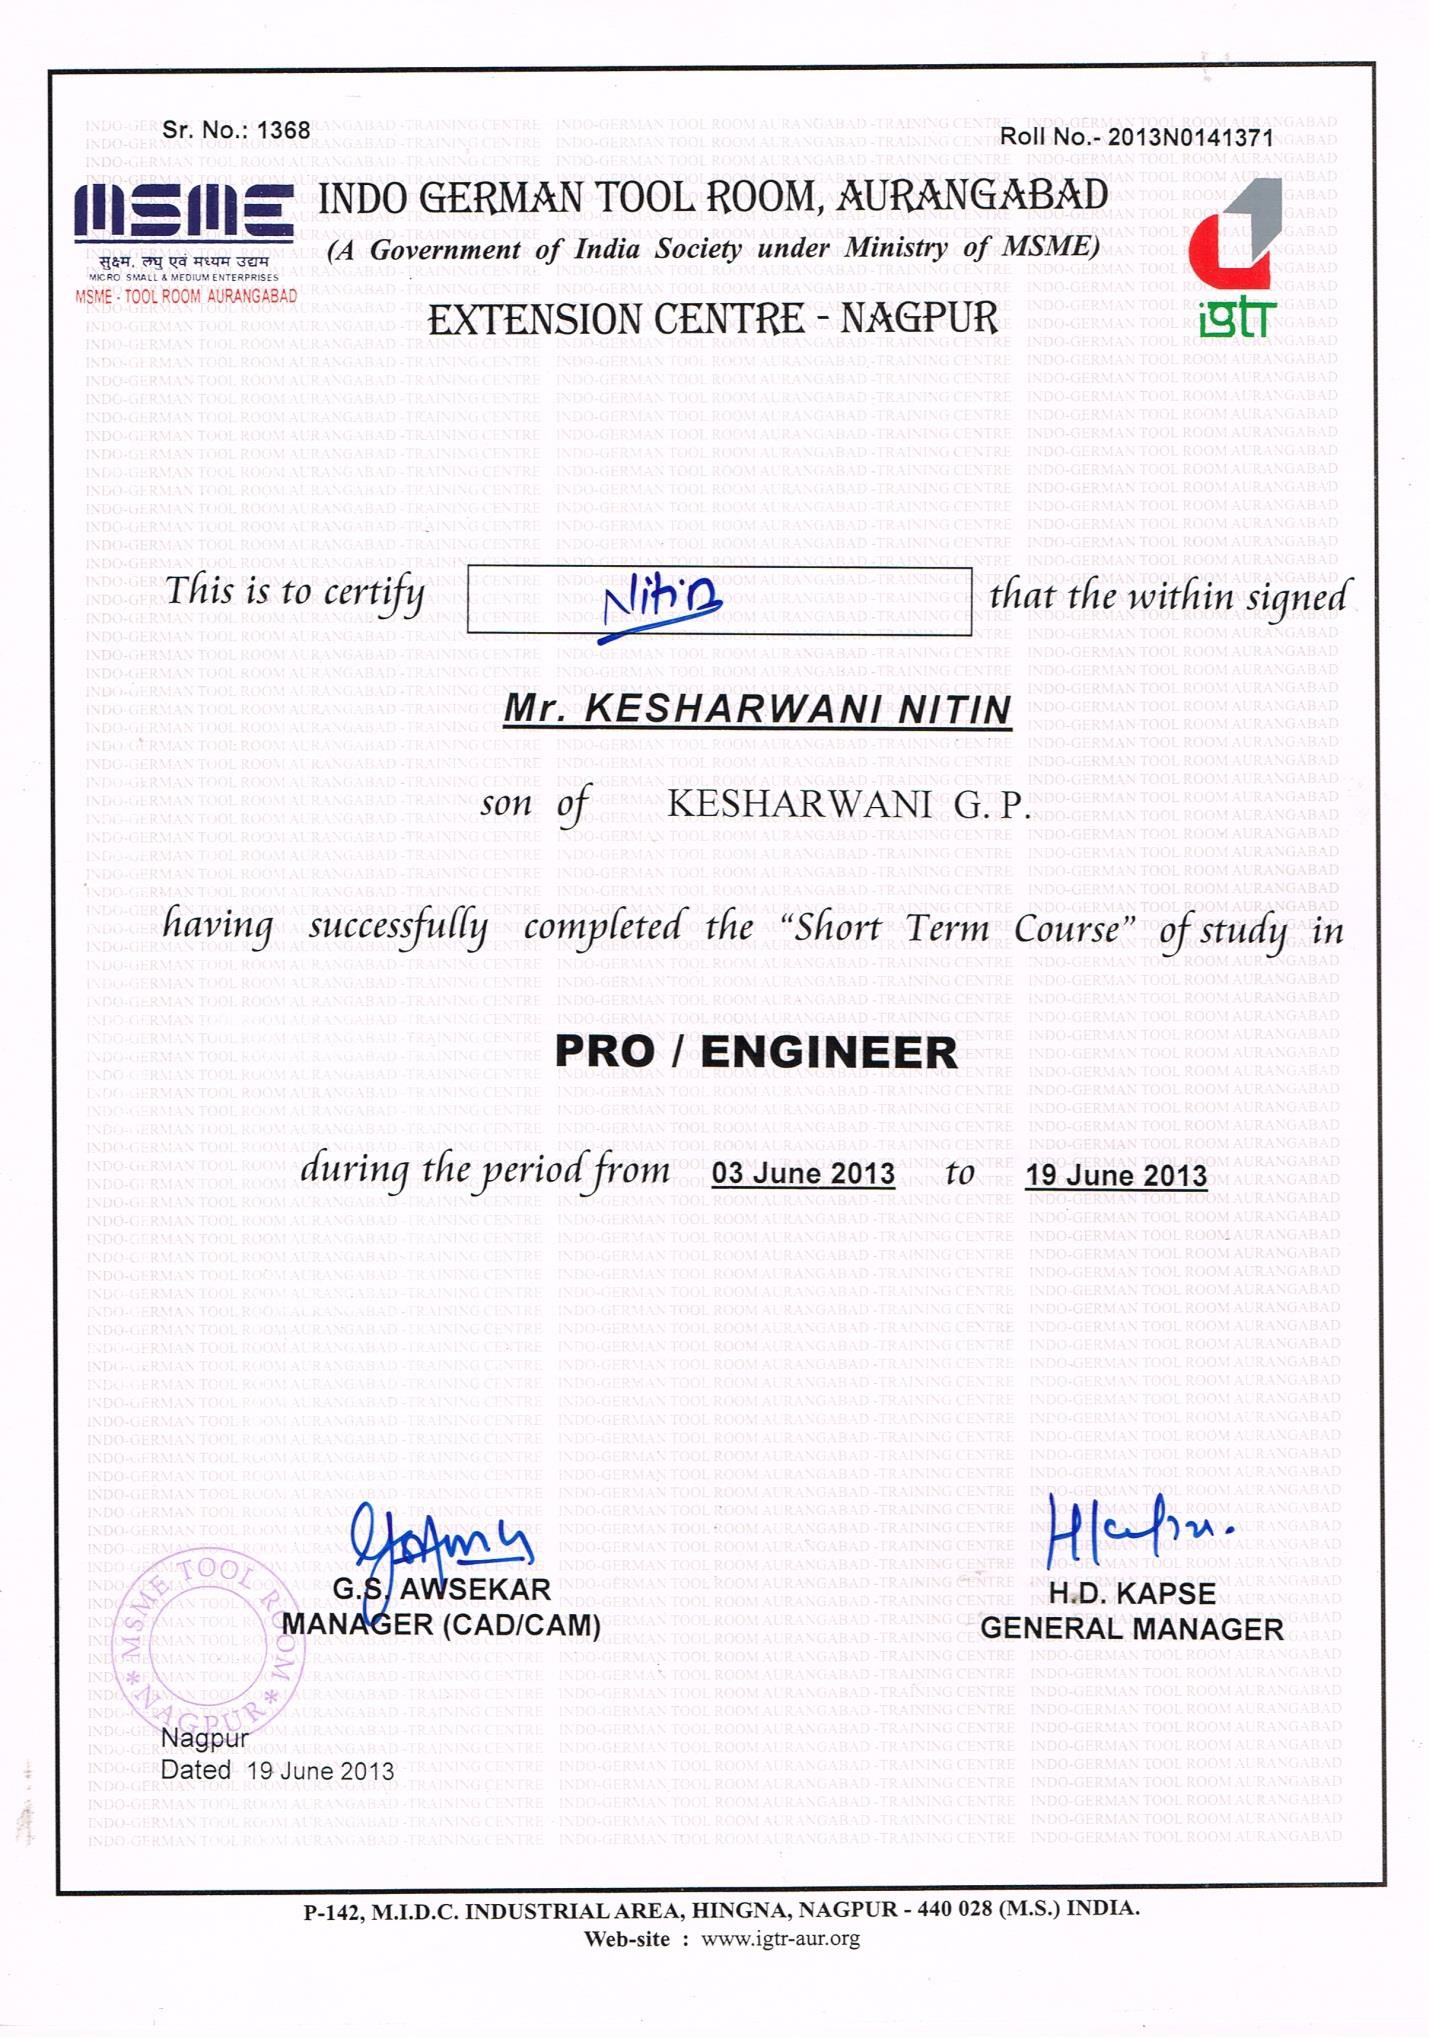 Sr. No.: 1368
Roll No.- 2013N0141371
MSME
सुक्ष्म, लघु एवं मध्यम उद्यम
MICRO SMALL & MEDIUM ENTERPRISES
MSME - TOOL ROOM AURANGABAD
INDO GERMAN TOOL ROOM, AURANGABAD
(A Government of India Society under Ministry of MSME)
EXTENSION CENTRE - NAGPUR
igtr
This is to certify Nitin that the within signed
Mr. KESHARWANI NITIN
son of KESHARWANI G. P.
having successfully completed the “Short Term Course” of study in
PRO / ENGINEER
during the period from 03 June 2013 to 19 June 2013
G.S. AWSEKAR
MANAGER (CAD/CAM)
H.D. KAPSE
GENERAL MANAGER
MSME TOOL ROOM
* NAGPUR *
Nagpur
Dated 19 June 2013
P-142, M.I.D.C. INDUSTRIAL AREA, HINGNA, NAGPUR - 440 028 (M.S.) INDIA.
Web-site : www.igtr-aur.org